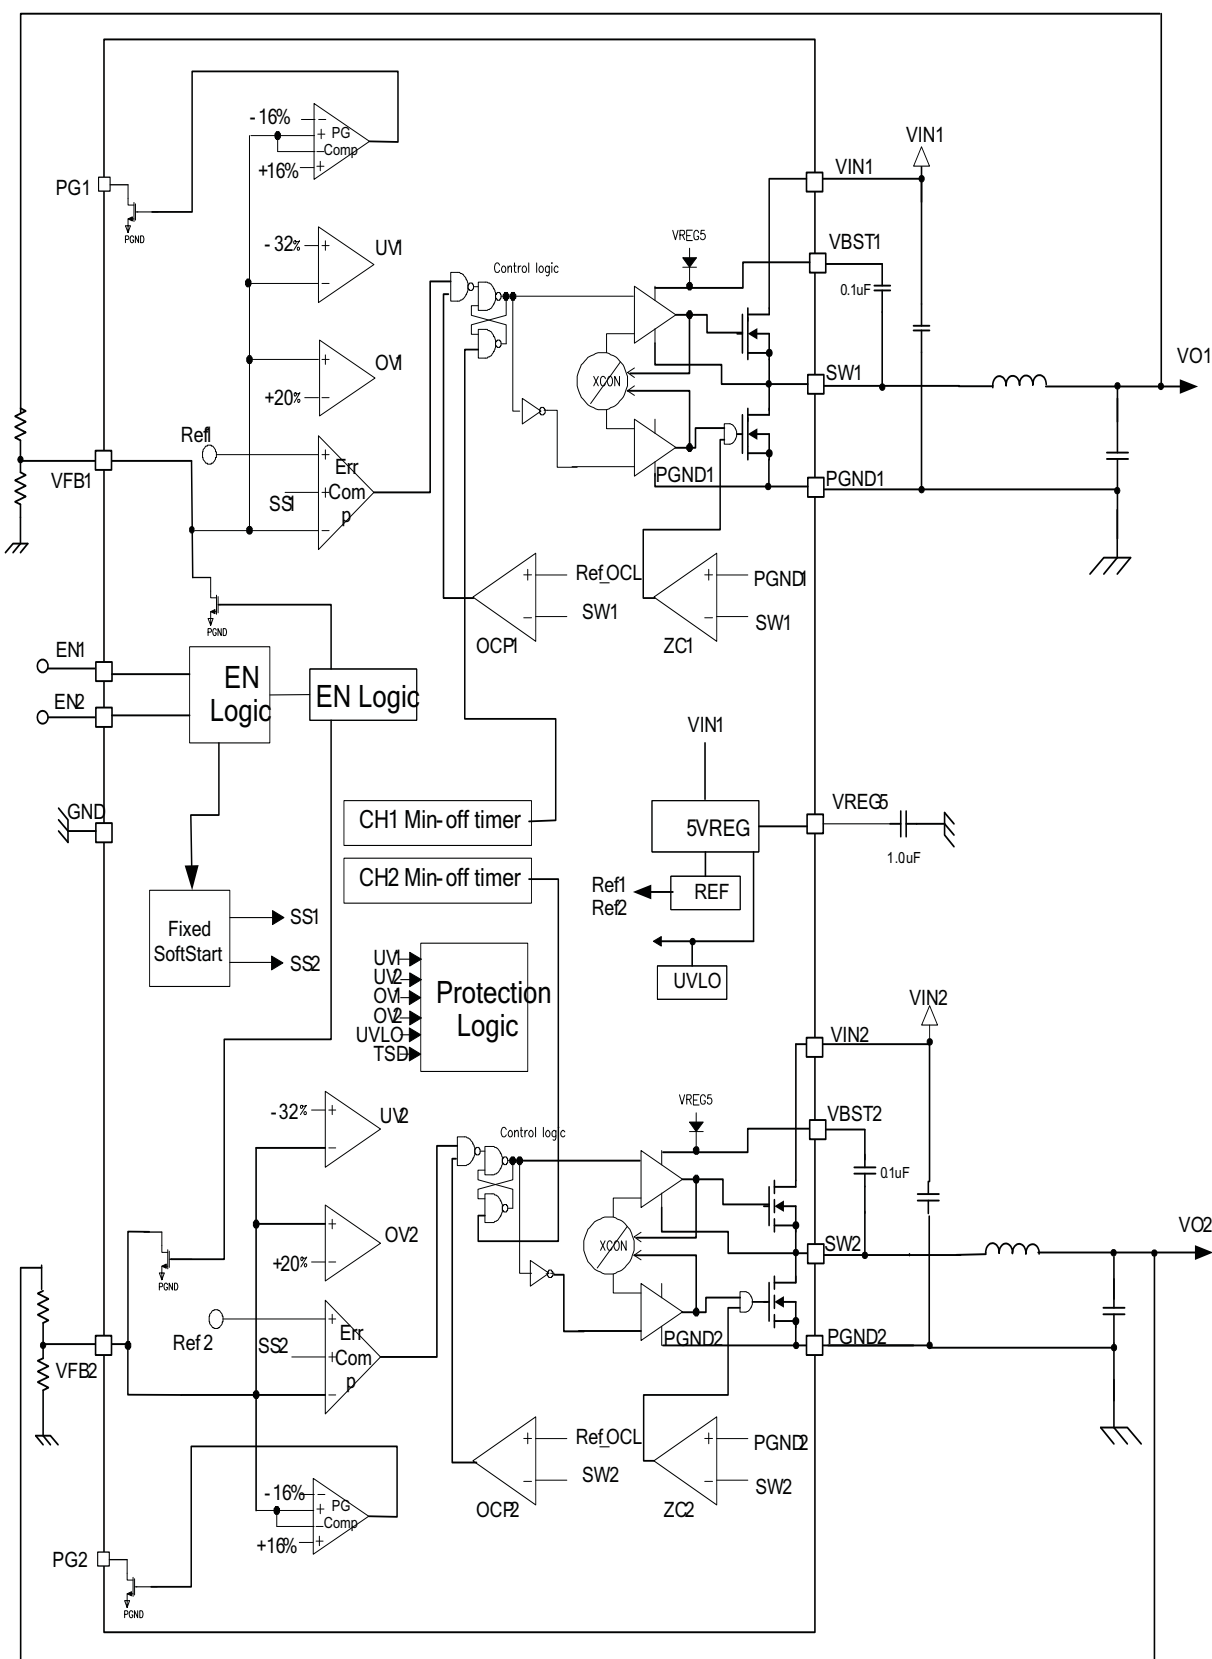 -16%
PG
Comp
+16%
VIN1
VIN1
PG1
PGND
-32%
UV1
VREG5
VBST1
Control logic
0.1uF
OV1
XCON
SW1
VO1
+20%
Ref1
Err
Com
p
VFB1
SS1
PGND1
PGND1
Ref_OCL
SW1
OCP1
PGND1
SW1
ZC1
PGND
EN1
EN2
EN
Logic
EN Logic
VIN1
GND
CH1 Min-off timer
5VREG
VREG5
1.0uF
CH2 Min-off timer
Ref1
Ref2
REF
Fixed
SoftStart
SS1
SS2
UV1
UV2
OV1
OV2
UVLO
TSD
Protection
Logic
UVLO
VIN2
VIN2
-32%
UV2
VREG5
VBST2
Control logic
0.1uF
OV2
XCON
SW2
VO2
+20%
PGND
Ref2
Err
Com
p
SS2
VFB2
PGND2
PGND2
Ref_OCL
SW2
OCP2
PGND2
SW2
ZC2
-16%
PG
Comp
+16%
PG2
PGND